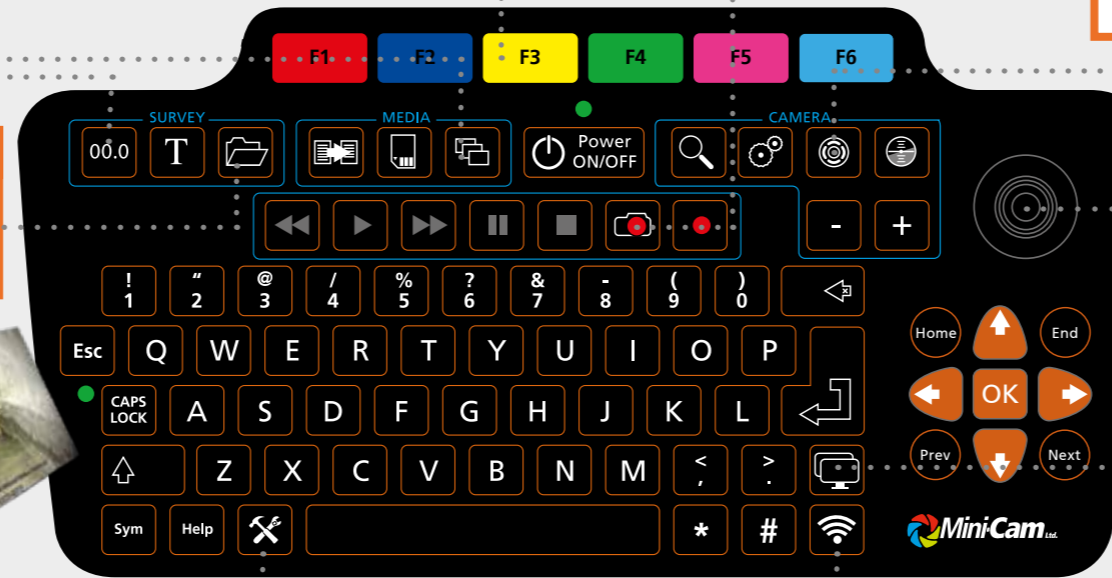 F1 F2 F3 F4 F5 F6
SURVEY MEDIA CAMERA
00.0 T Power
ON/OFF
- +
! " @ / % ? & - ( )
1 2 3 4 5 6 7 8 9 0
Esc Q W E R T Y U I O P
Home End
CAPS
LOCK A S D F G H J K L
OK
Z X C V B N M < >
, .
Prev Next
Sym Help * #
Mini-Cam Ltd.